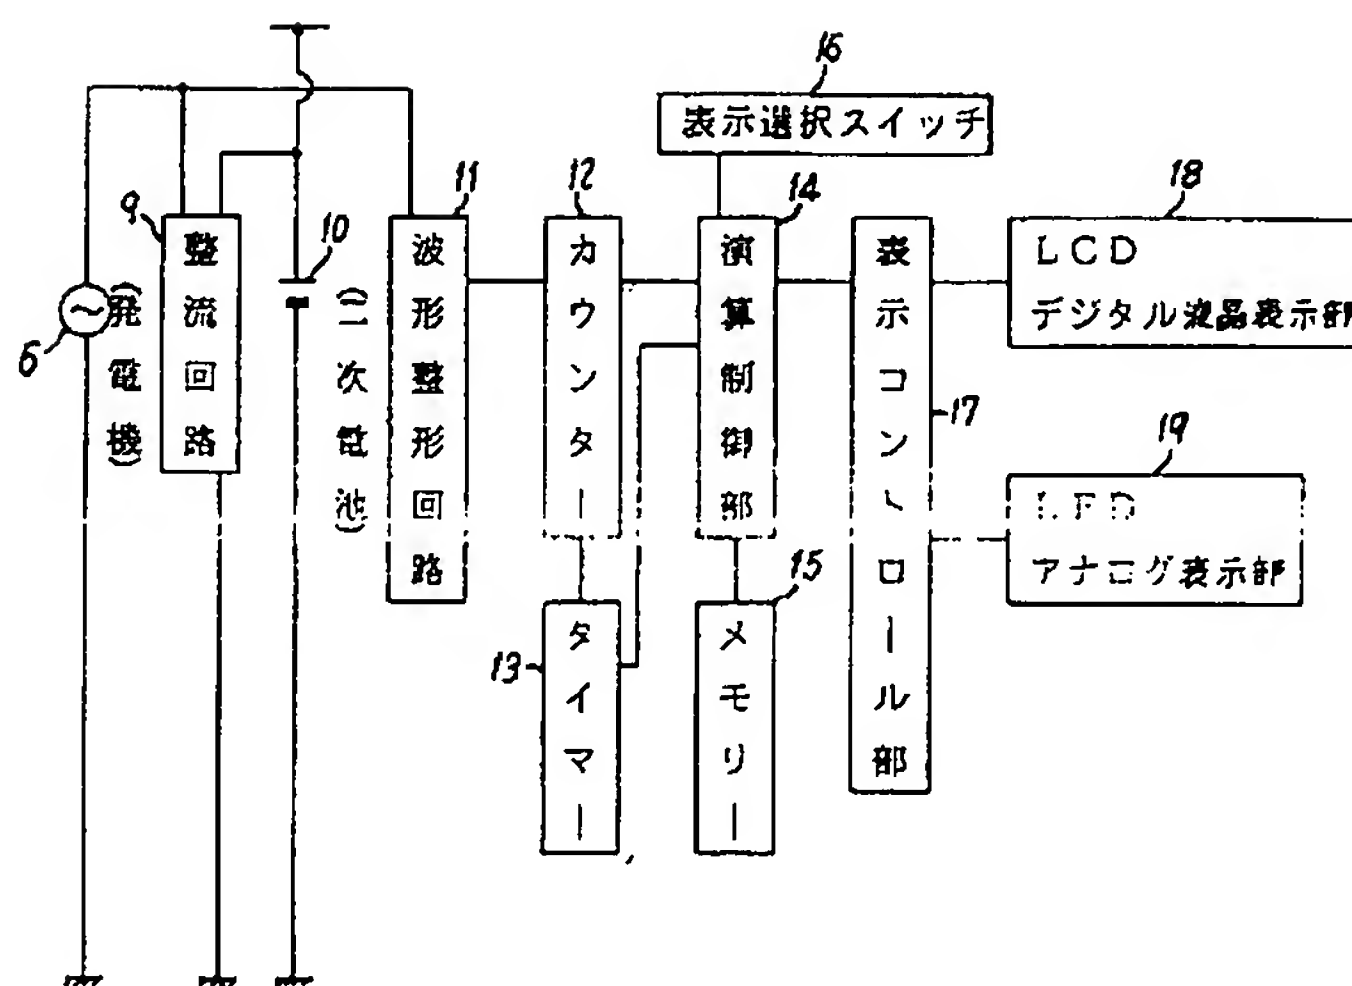 16
表示選択スイッチ
9
整流回路
10
(二次電池)
6
(発電機)
11
波形整形回路
12
カウンター
13
タイマー
14
演算制御部
15
メモリー
17
表示コントロール部
18
LCD
デジタル液晶表示部
19
LED
アナログ表示部